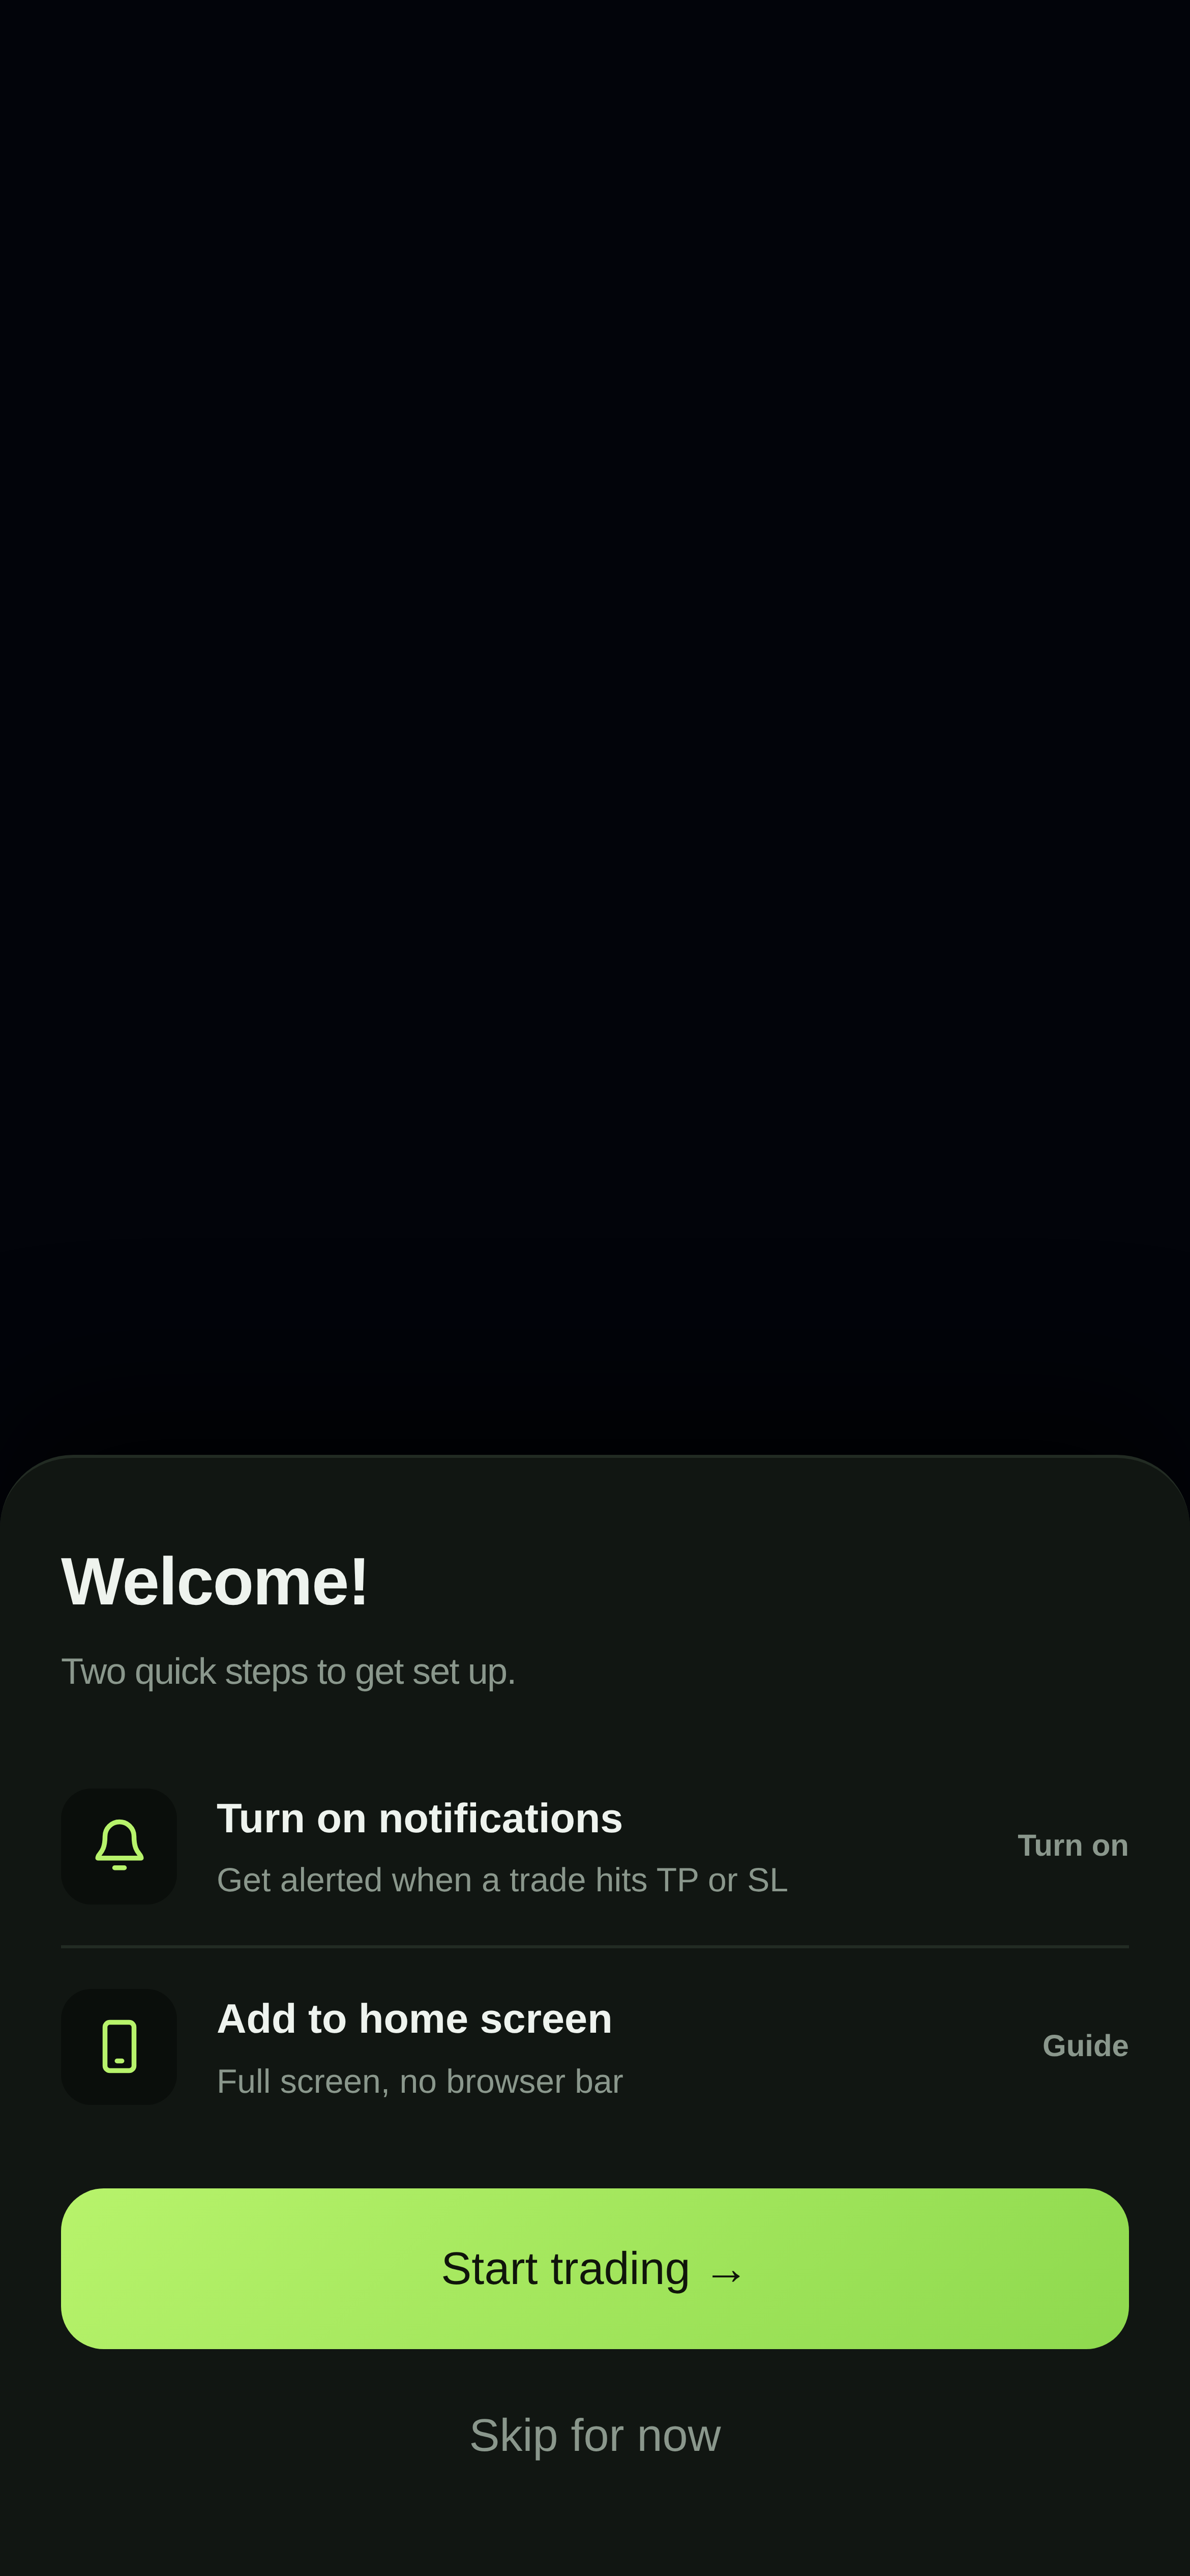 Welcome!
Two quick steps to get set up.
Turn on notifications
Get alerted when a trade hits TP or SL
Turn on
Add to home screen
Full screen, no browser bar
Guide
Start trading →
Skip for now